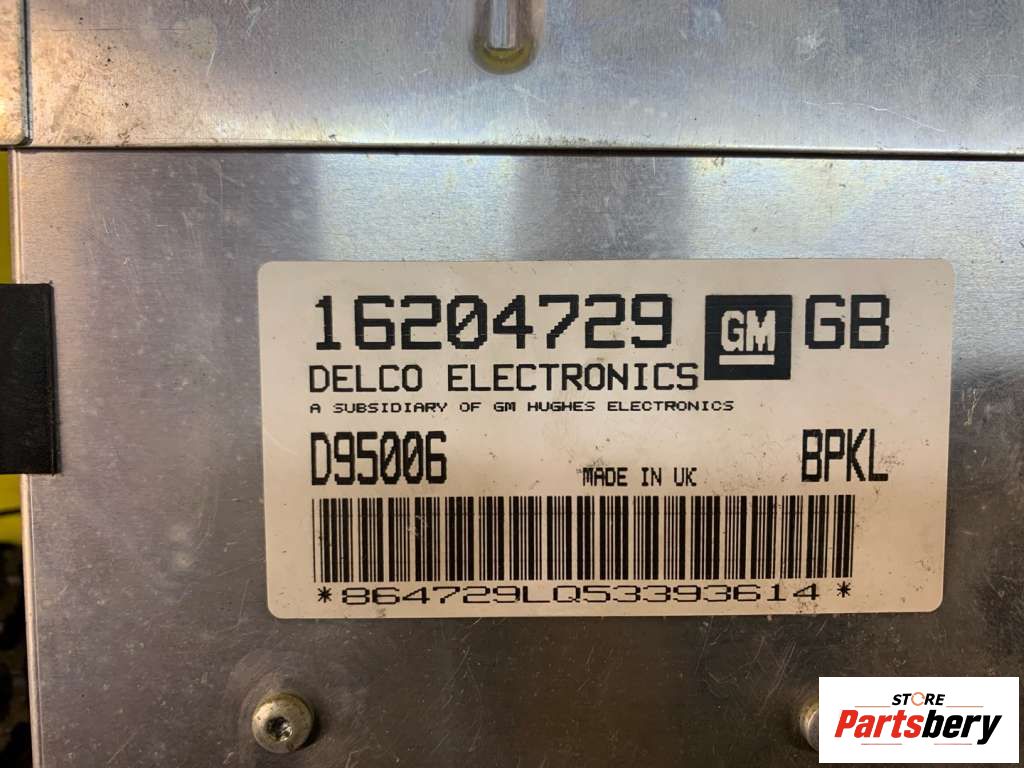 16204729 GM GB
DELCO ELECTRONICS
A SUBSIDIARY OF GM HUGHES ELECTRONICS
D95006 MADE IN UK BPKL
*864729LQ53393614*
STORE
Partsbery